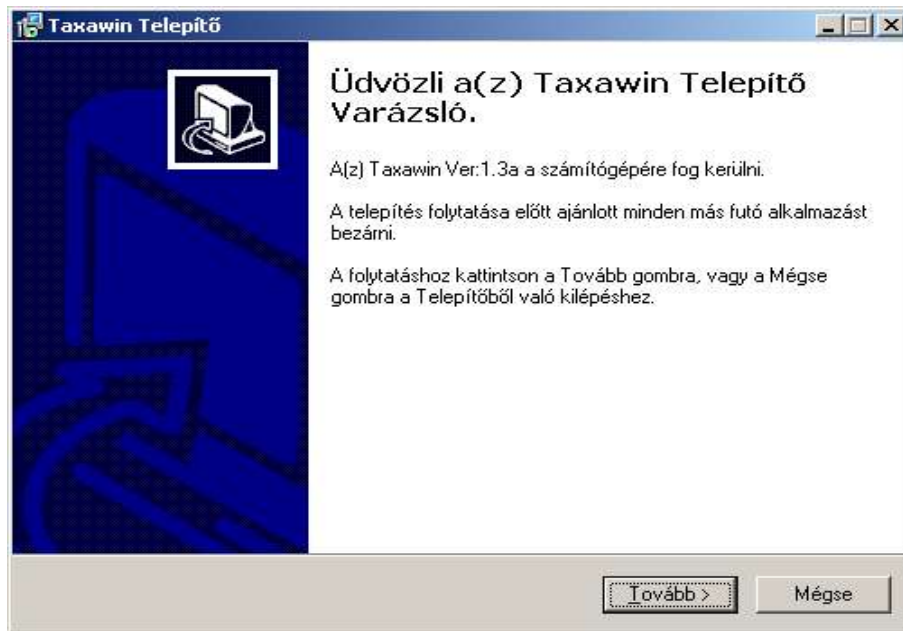 Taxawin Telepítő
Üdvözli a(z) Taxawin Telepítő
Varázsló.
A(z) Taxawin Ver:1.3a a számítógépére fog kerülni.
A telepítés folytatása előtt ajánlott minden más futó alkalmazást
bezárni.
A folytatáshoz kattintson a Tovább gombra, vagy a Mégse
gombra a Telepítőből való kilépéshez.
Tovább > Mégse